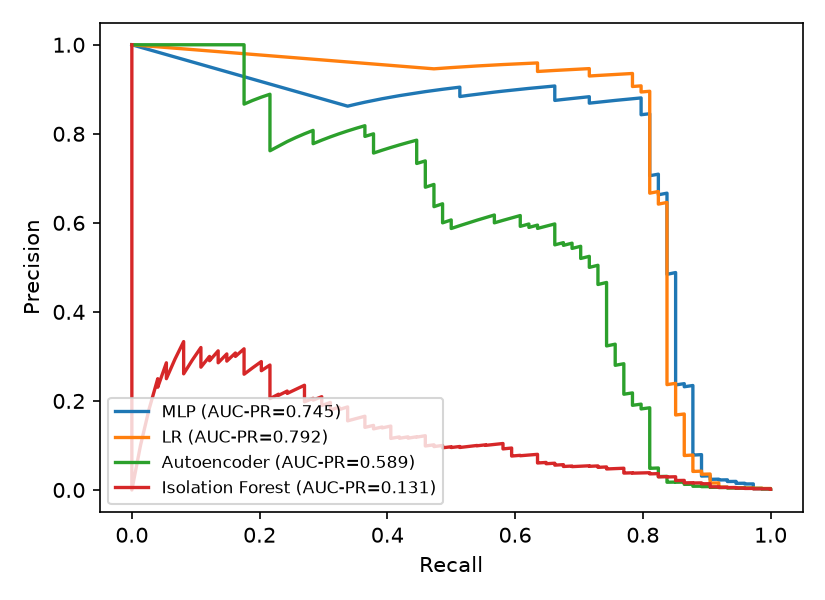 Precision
1.0
0.8
0.6
0.4
0.2
0.0
MLP (AUC-PR=0.745)
LR (AUC-PR=0.792)
Autoencoder (AUC-PR=0.589)
Isolation Forest (AUC-PR=0.131)
0.0 0.2 0.4 0.6 0.8 1.0
Recall